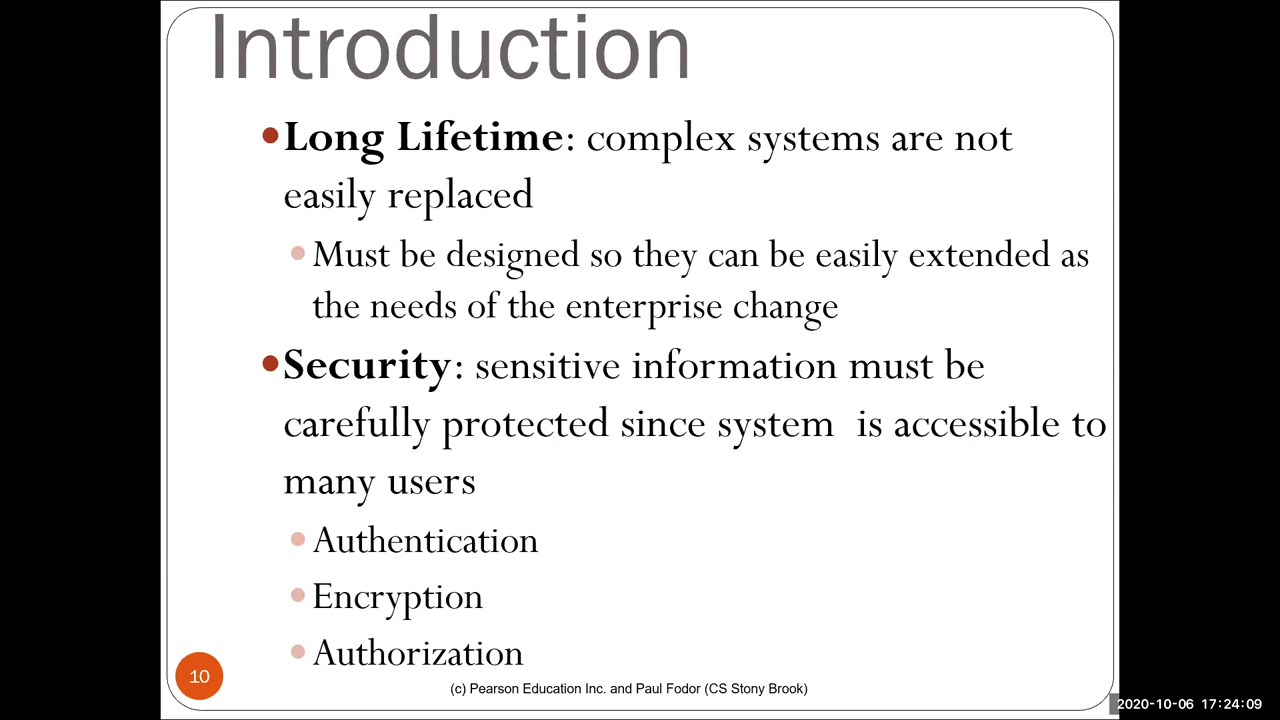 Introduction
Long Lifetime: complex systems are not
easily replaced
Must be designed so they can be easily extended as
the needs of the enterprise change
Security: sensitive information must be
carefully protected since system  is accessible to
many users
Authentication
Encryption
Authorization
10
(c) Pearson Education Inc. and Paul Fodor (CS Stony Brook)
2020-10-06  17:24:09